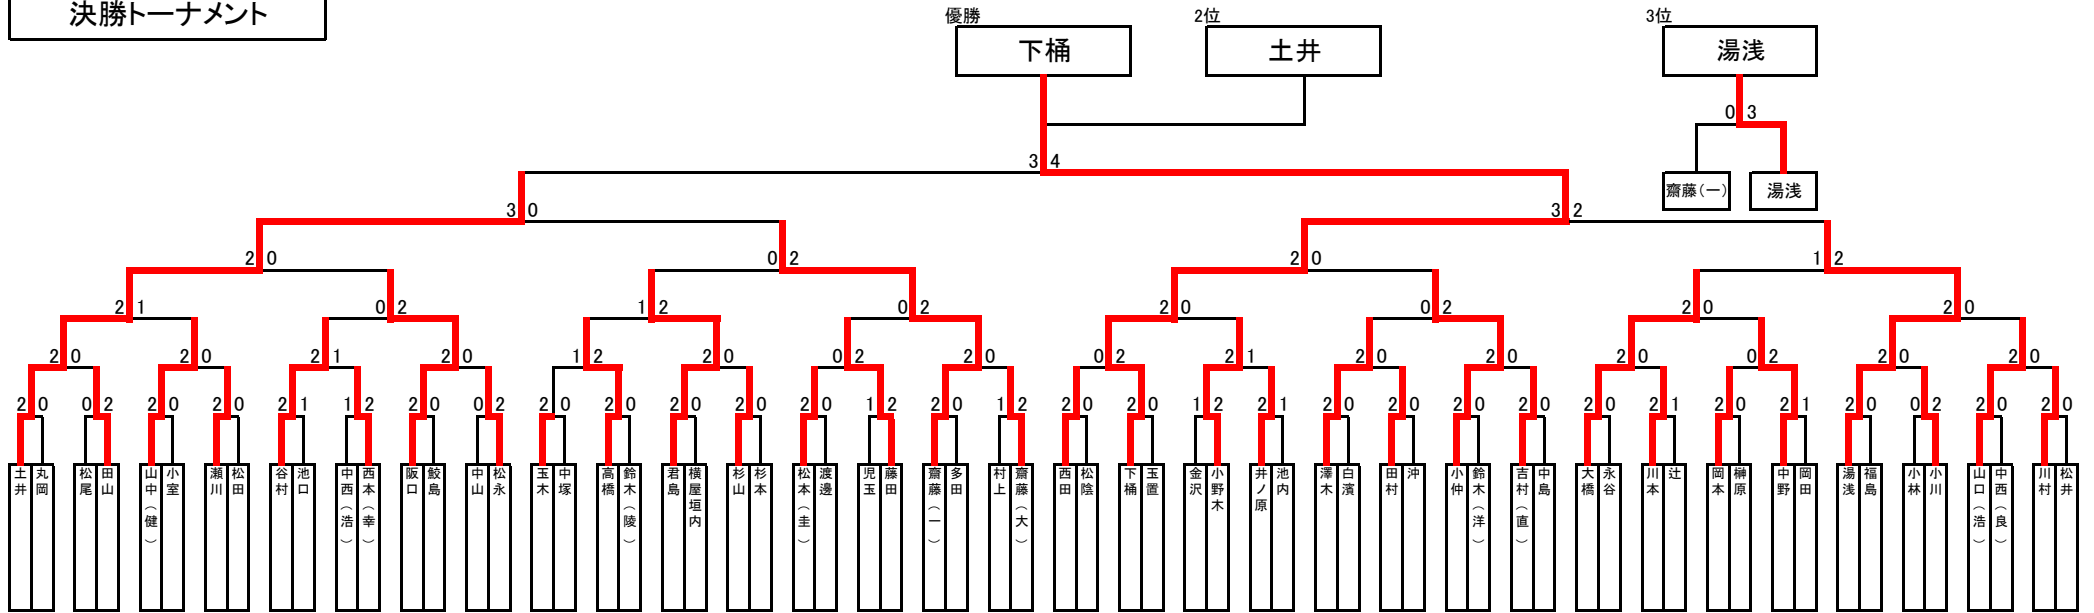 決勝トーナメント
優勝 2位 3位
下桶 土井 湯浅
0 3
3 4
齋藤(一) 湯浅
3 0 3 2
2 0 0 2 2 0 1 2
2 1 0 2 1 2 0 2 2 0 0 2 2 0 2 0
2 0 2 0 2 1 2 0 1 2 2 0 0 2 2 0 0 2 2 1 2 0 2 0 2 0 0 2 2 0 2 0
2 0 0 2 2 0 2 0 2 1 1 2 2 0 0 2 2 0 2 0 2 0 2 0 2 0 1 2 2 0 1 2 2 0 2 0 1 2 2 1 2 0 2 0 2 0 2 0 2 0 2 1 2 0 2 1 2 0 0 2 2 0 2 0
土井
丸岡
松尾
田山
山中(健)
小室
瀬川
松田
谷村
池口
中西(浩)
西本(幸)
阪口
鮫島
中山
松永
玉木
中塚
高橋
鈴木(陵)
君島
横屋垣内
杉山
杉本
松本(圭)
渡邊
児玉
藤田
齋藤(一)
多田
村上
齋藤(大)
西田
松陰
下桶
玉置
金沢
小野木
井ノ原
池内
澤木
白濱
田村
沖
小仲
鈴木(洋)
吉村(直)
中島
大橋
永谷
川本
辻
岡本
榊原
中野
岡田
湯浅
福島
小林
小川
山口(浩)
中西(良)
川村
松井